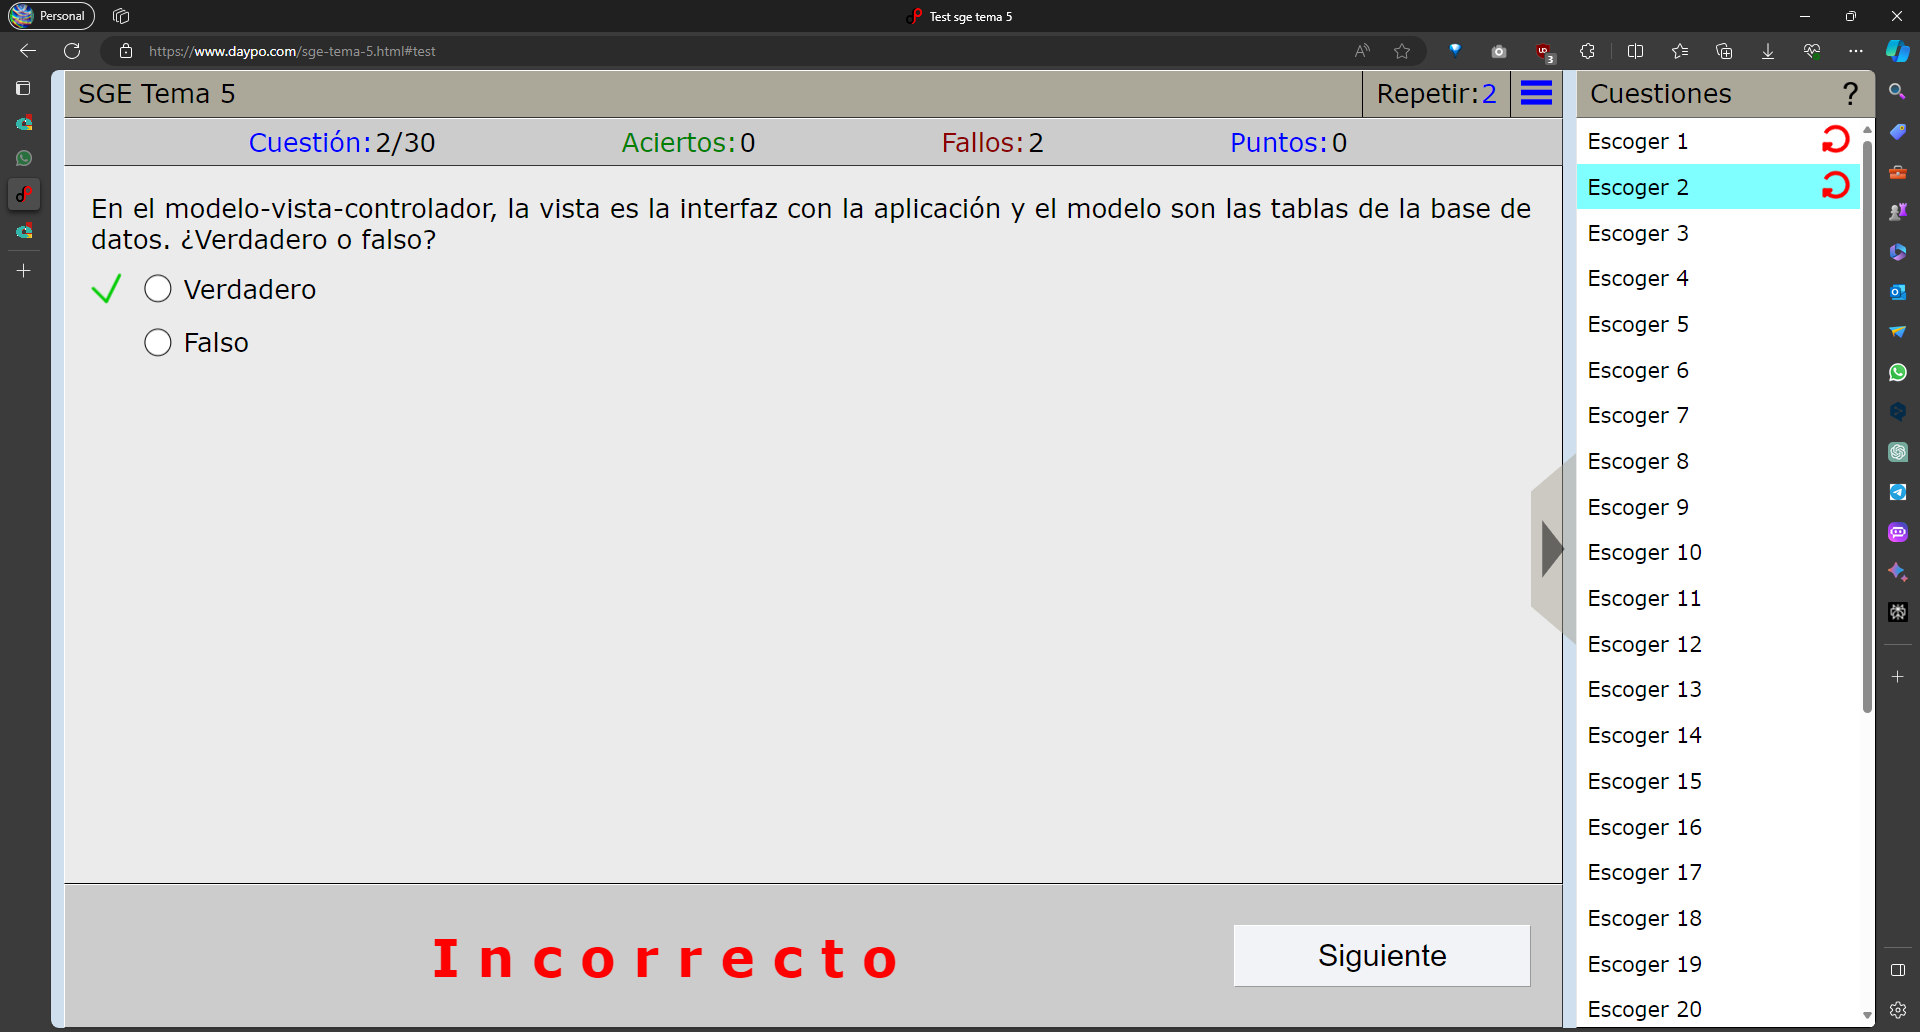 Personal
Test sge tema 5
https://www.daypo.com/sge-tema-5.html#test
3
SGE Tema 5
Repetir:2
Cuestiones
?
Cuestión:2/30
Aciertos:0
Fallos:2
Puntos:0
En el modelo-vista-controlador, la vista es la interfaz con la aplicación y el modelo son las tablas de la base de
datos. ¿Verdadero o falso?
Verdadero
Falso
Incorrecto
Siguiente
Escoger 1
Escoger 2
Escoger 3
Escoger 4
Escoger 5
Escoger 6
Escoger 7
Escoger 8
Escoger 9
Escoger 10
Escoger 11
Escoger 12
Escoger 13
Escoger 14
Escoger 15
Escoger 16
Escoger 17
Escoger 18
Escoger 19
Escoger 20